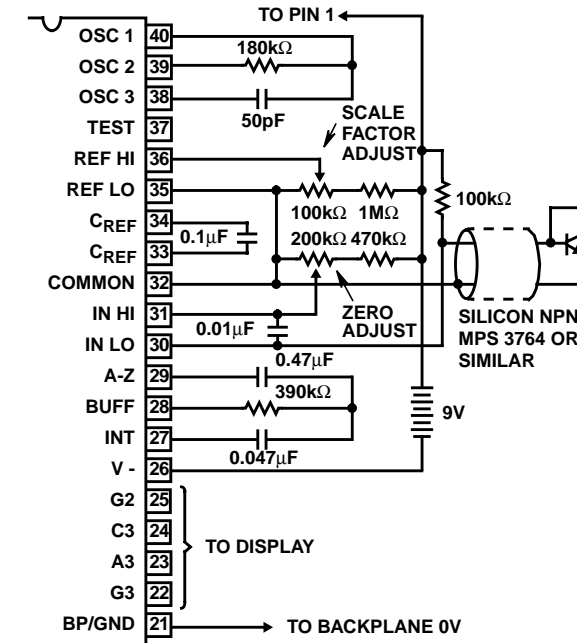 TO PIN 1
OSC 1 40
180kΩ
OSC 2 39
OSC 3 38
50pF
TEST 37
SCALE
FACTOR
ADJUST
REF HI 36
REF LO 35
100kΩ 1MΩ
100kΩ
CREF 34
0.1µF
200kΩ 470kΩ
CREF 33
COMMON 32
ZERO
ADJUST
IN HI 31
0.01µF
IN LO 30
SILICON NPN
MPS 3764 OR
SIMILAR
0.47µF
A-Z 29
390kΩ
BUFF 28
9V
INT 27
0.047µF
V - 26
G2 25
C3 24
TO DISPLAY
A3 23
G3 22
BP/GND 21
TO BACKPLANE 0V